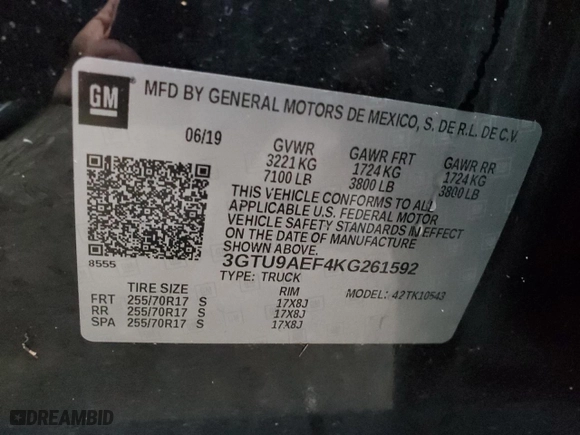 GM
MFD BY GENERAL MOTORS DE MEXICO, S. DE R.L. DE C.V.
06/19
GVWR GAWR FRT GAWR RR
3221 KG 1724 KG 1724 KG
7100 LB 3800 LB 3800 LB
THIS VEHICLE CONFORMS TO ALL
APPLICABLE U.S. FEDERAL MOTOR
VEHICLE SAFETY STANDARDS IN EFFECT
ON THE DATE OF MANUFACTURE
SHOWN ABOVE.
8555
3GTU9AEF4KG261592
TYPE: TRUCK
MODEL: 42TK10543
TIRE SIZE RIM
FRT 255/70R17 S 17X8J
RR 255/70R17 S 17X8J
SPA 255/70R17 S 17X8J
DREAMBID